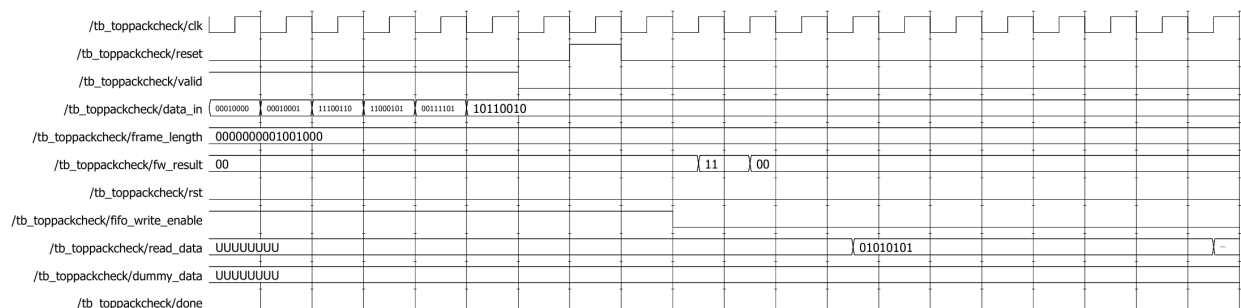 /tb_toppackcheck/clk
/tb_toppackcheck/reset
/tb_toppackcheck/valid
/tb_toppackcheck/data_in 00010000 00010001 11100110 11000101 00111101 10110010
/tb_toppackcheck/frame_length 0000000001001000
/tb_toppackcheck/fw_result 00 11 00
/tb_toppackcheck/rst
/tb_toppackcheck/fifo_write_enable
/tb_toppackcheck/read_data UUUUUUUU 01010101 --
/tb_toppackcheck/dummy_data UUUUUUUU
/tb_toppackcheck/done